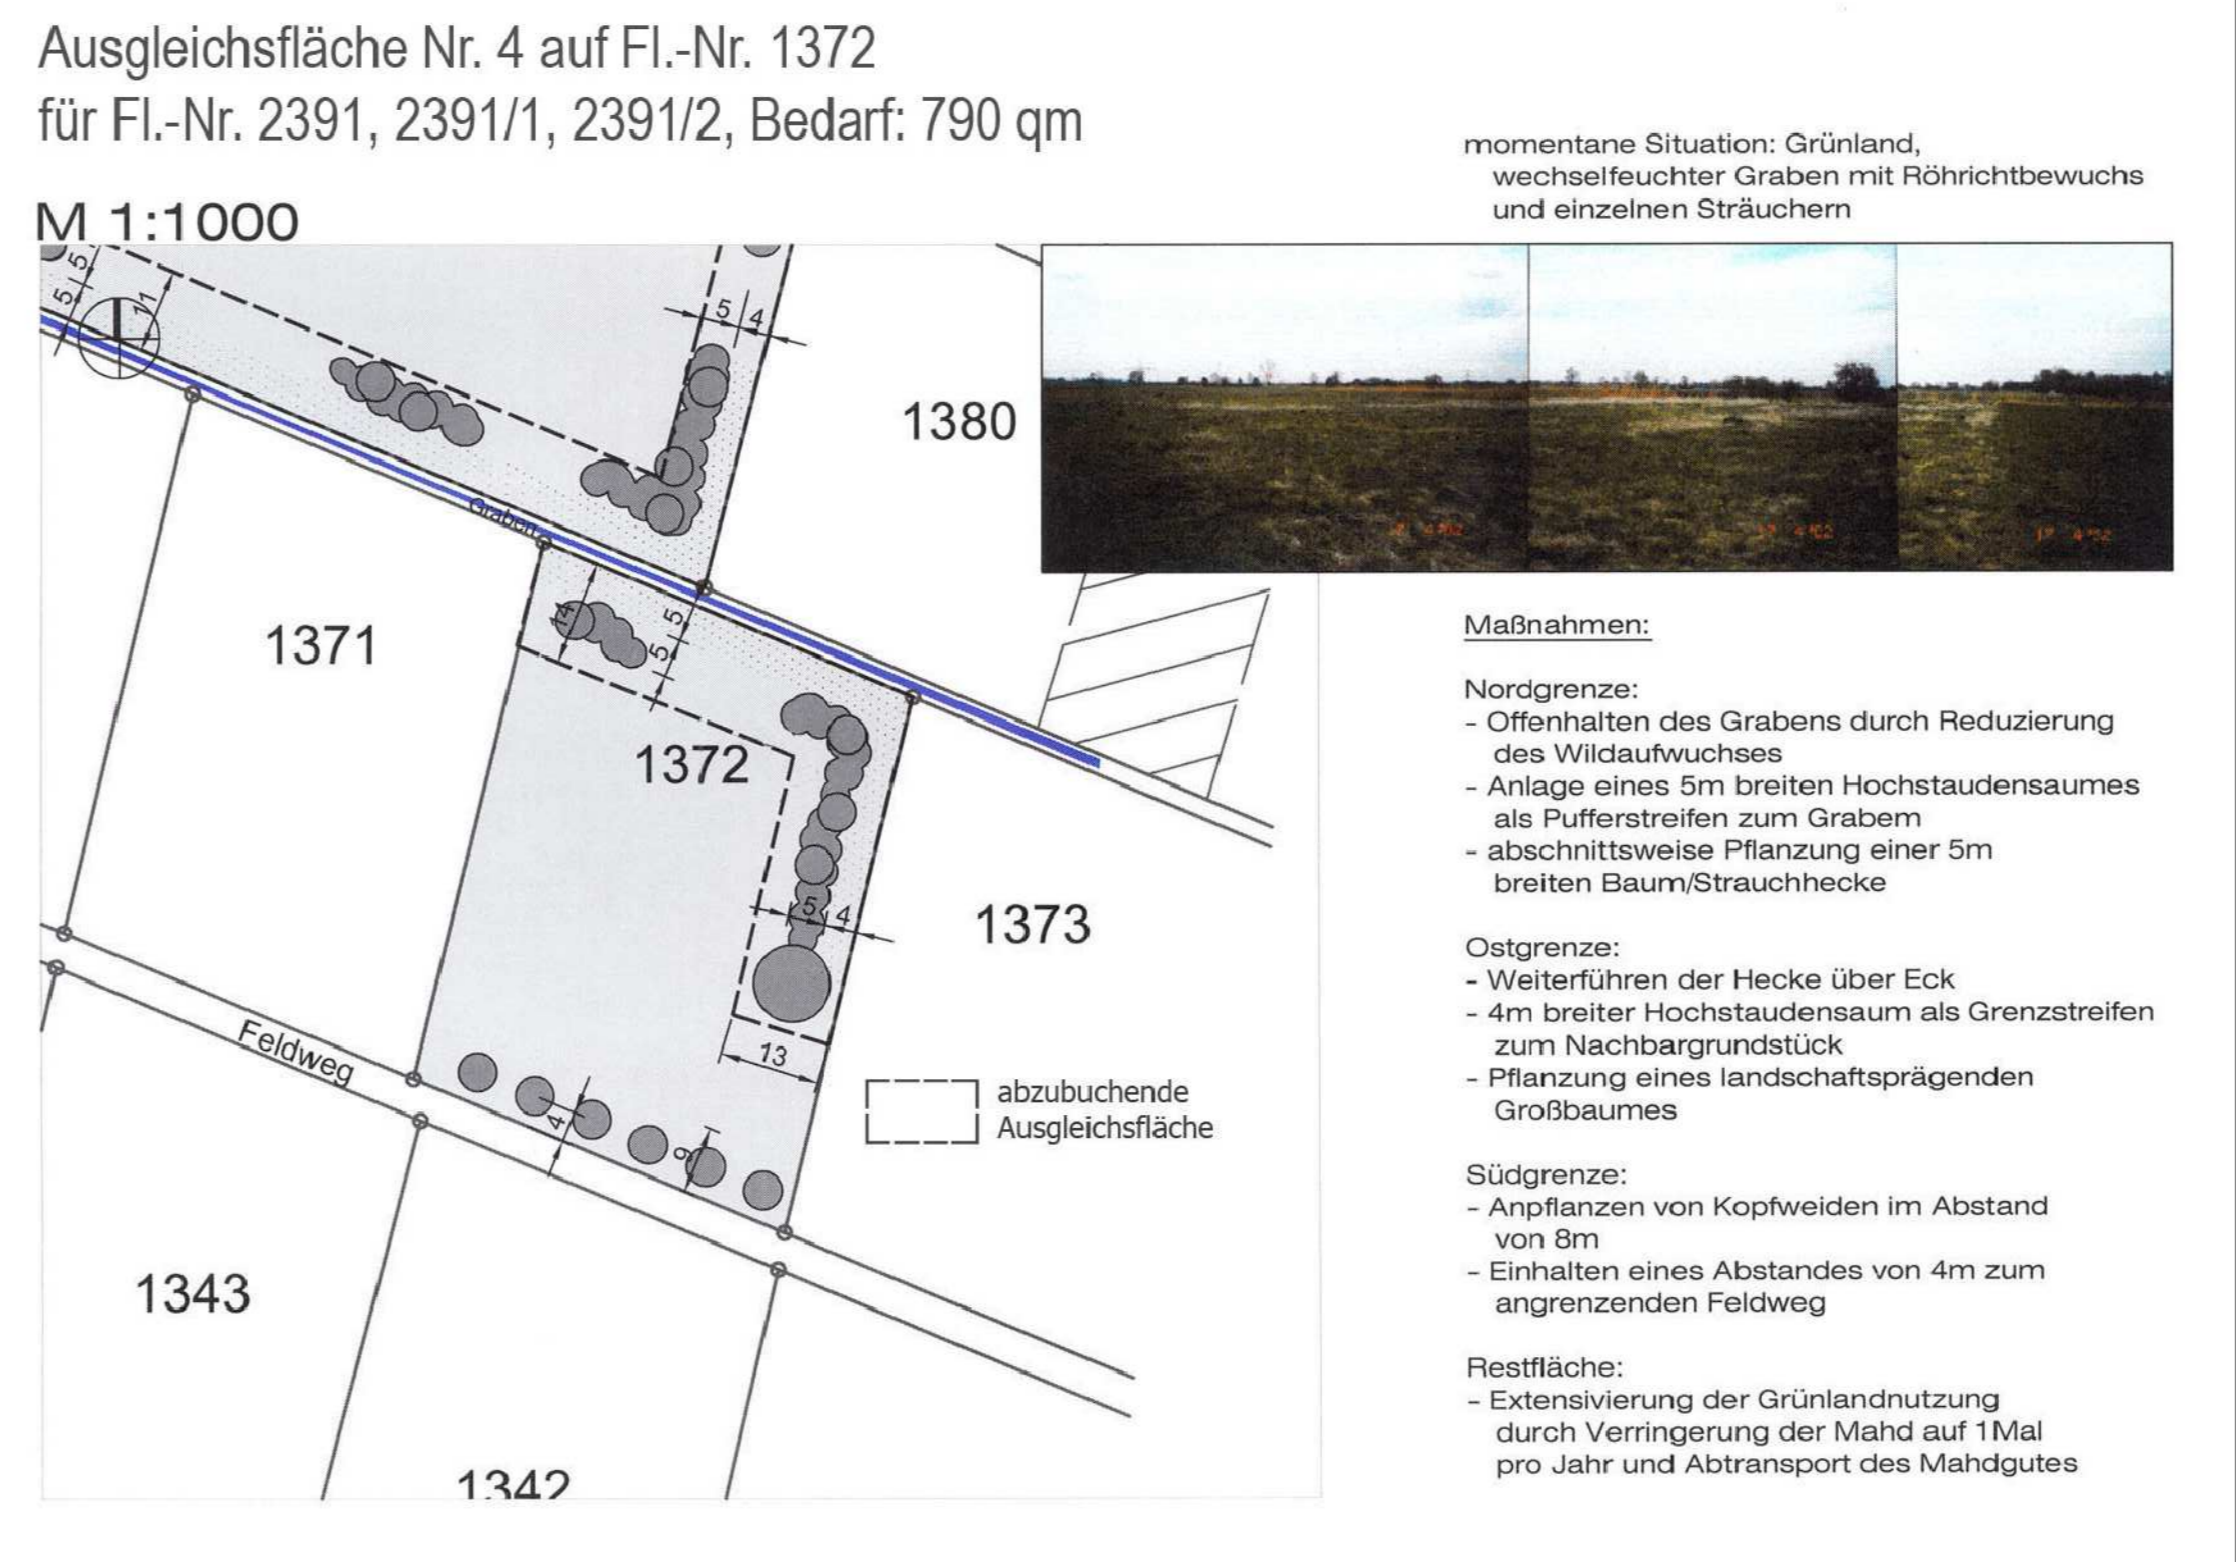 Ausgleichsfläche Nr. 4 auf Fl.-Nr. 1372
für Fl.-Nr. 2391, 2391/1, 2391/2, Bedarf: 790 qm
M 1:1000
momentane Situation: Grünland,
wechselfeuchter Graben mit Röhrichtbewuchs
und einzelnen Sträuchern
5
5
11
5
4
1380
Graben
1371
14
5
5
1372
5
4
1373
13
Feldweg
4
9
abzubuchende
Ausgleichsfläche
1343
1342
Maßnahmen:
Nordgrenze:
- Offenhalten des Grabens durch Reduzierung
des Wildaufwuchses
- Anlage eines 5m breiten Hochstaudensaumes
als Pufferstreifen zum Grabem
- abschnittsweise Pflanzung einer 5m
breiten Baum/Strauchhecke
Ostgrenze:
- Weiterführen der Hecke über Eck
- 4m breiter Hochstaudensaum als Grenzstreifen
zum Nachbargrundstück
- Pflanzung eines landschaftsprägenden
Großbaumes
Südgrenze:
- Anpflanzen von Kopfweiden im Abstand
von 8m
- Einhalten eines Abstandes von 4m zum
angrenzenden Feldweg
Restfläche:
- Extensivierung der Grünlandnutzung
durch Verringerung der Mahd auf 1Mal
pro Jahr und Abtransport des Mahdgutes